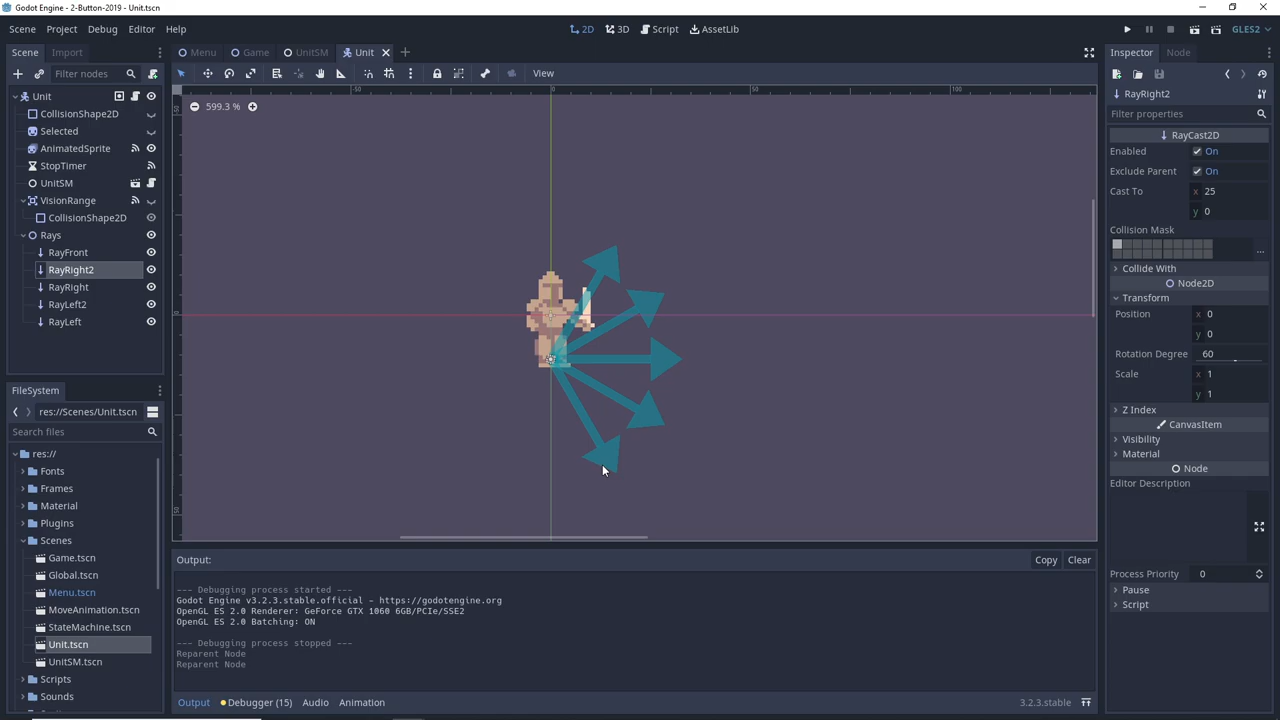 Godot Engine - 2-Button-2019 - Unit.tscn
Scene Project Debug Editor Help
2D 3D Script AssetLib
GLES2
Scene Import
Filter nodes
Unit
CollisionShape2D
Selected
AnimatedSprite
StopTimer
UnitSM
VisionRange
CollisionShape2D
Rays
RayFront
RayRight2
RayRight
RayLeft2
RayLeft
FileSystem
res://Scenes/Unit.tscn
Search files
res://
Fonts
Frames
Material
Plugins
Scenes
Game.tscn
Global.tscn
Menu.tscn
MoveAnimation.tscn
StateMachine.tscn
Unit.tscn
UnitSM.tscn
Scripts
Sounds
Menu Game UnitSM Unit
View
-50 0 50 100
599.3 %
Output:
Copy Clear
--- Debugging process started ---
Godot Engine v3.2.3.stable.official - https://godotengine.org
OpenGL ES 2.0 Renderer: GeForce GTX 1060 6GB/PCIe/SSE2
OpenGL ES 2.0 Batching: ON
--- Debugging process stopped ---
Reparent Node
Reparent Node
Output Debugger (15) Audio Animation
3.2.3.stable
Inspector Node
RayRight2
Filter properties
RayCast2D
Enabled On
Exclude Parent On
Cast To x 25
y 0
Collision Mask
...
Collide With
Node2D
Transform
Position x 0
y 0
Rotation Degree 60
Scale x 1
y 1
Z Index
CanvasItem
Visibility
Material
Node
Editor Description
Process Priority 0
Pause
Script